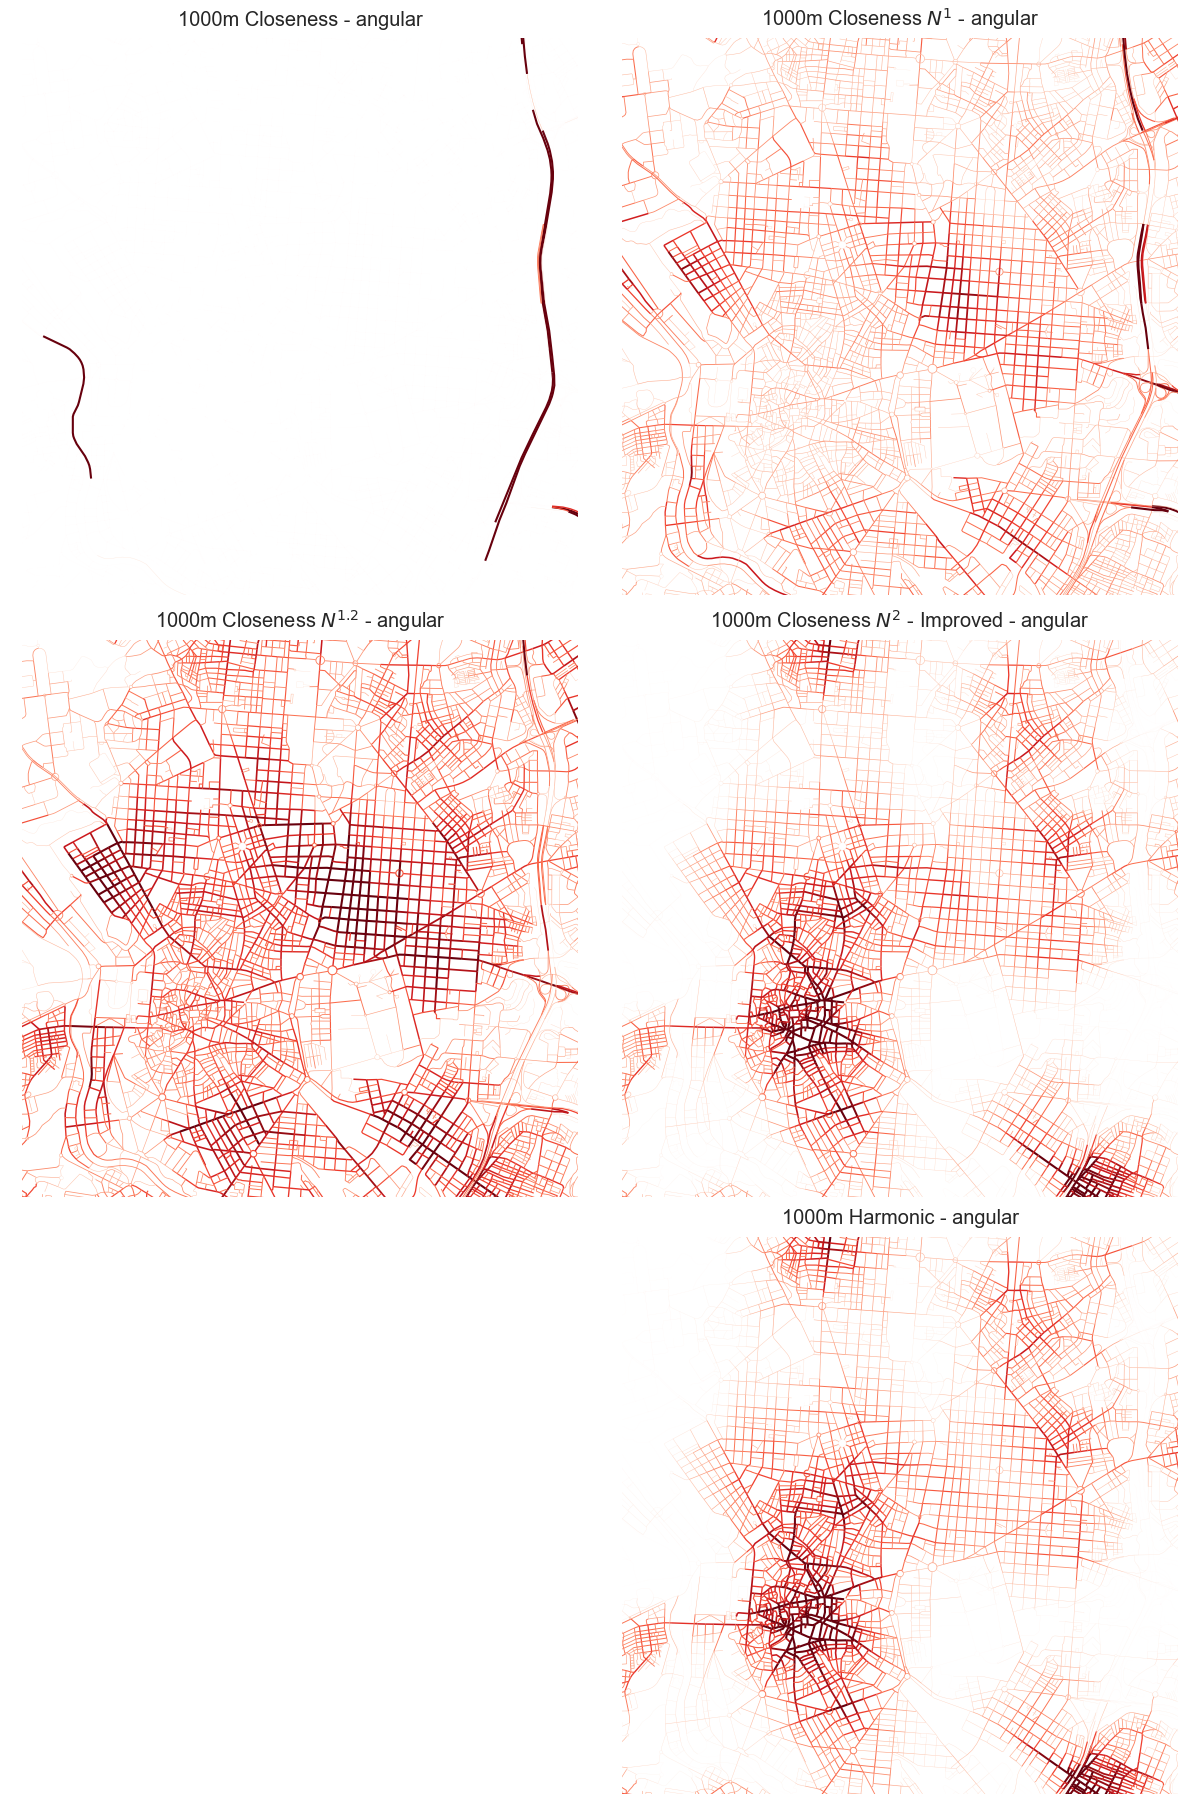 1000m Closeness - angular
1000m Closeness N¹ - angular
1000m Closeness N¹·² - angular
1000m Closeness N² - Improved - angular
1000m Harmonic - angular